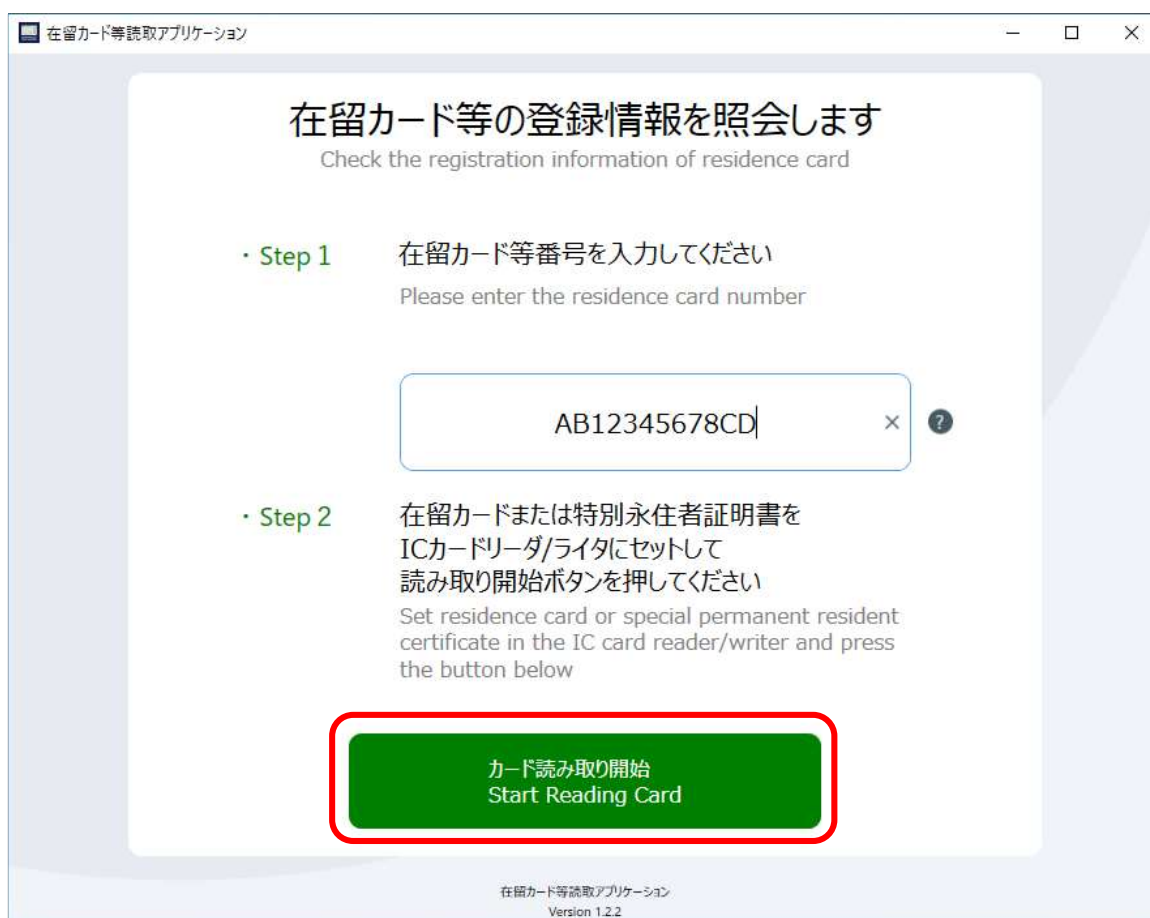 在留カード等読取アプリケーション
在留カード等の登録情報を照会します
Check the registration information of residence card
・Step 1
在留カード等番号を入力してください
Please enter the residence card number
AB12345678CD
・Step 2
在留カードまたは特別永住者証明書を
ICカードリーダ/ライタにセットして
読み取り開始ボタンを押してください
Set residence card or special permanent resident
certificate in the IC card reader/writer and press
the button below
カード読み取り開始
Start Reading Card
在留カード等読取アプリケーション
Version 1.2.2